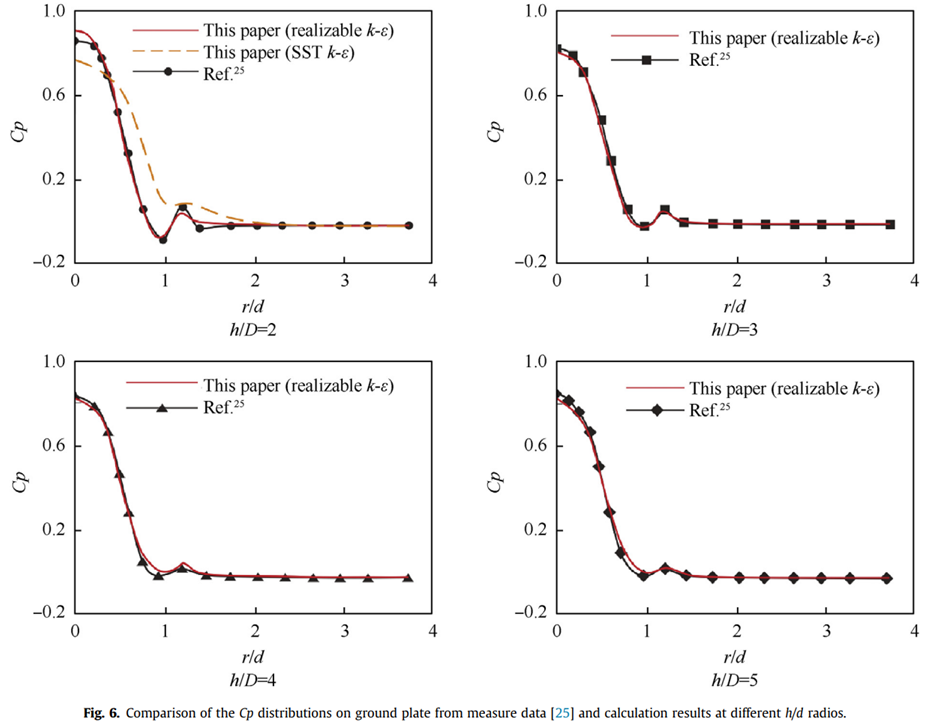 1.0
0.6
0.2
−0.2
Cp
This paper (realizable k-ε)
This paper (SST k-ε)
Ref.25
0 1 2 3 4
r/d
h/D=2
1.0
0.6
0.2
−0.2
Cp
This paper (realizable k-ε)
Ref.25
0 1 2 3 4
r/d
h/D=3
1.0
0.6
0.2
−0.2
Cp
This paper (realizable k-ε)
Ref.25
0 1 2 3 4
r/d
h/D=4
1.0
0.6
0.2
−0.2
Cp
This paper (realizable k-ε)
Ref.25
0 1 2 3 4
r/d
h/D=5
Fig. 6. Comparison of the Cp distributions on ground plate from measure data [25] and calculation results at different h/d radios.